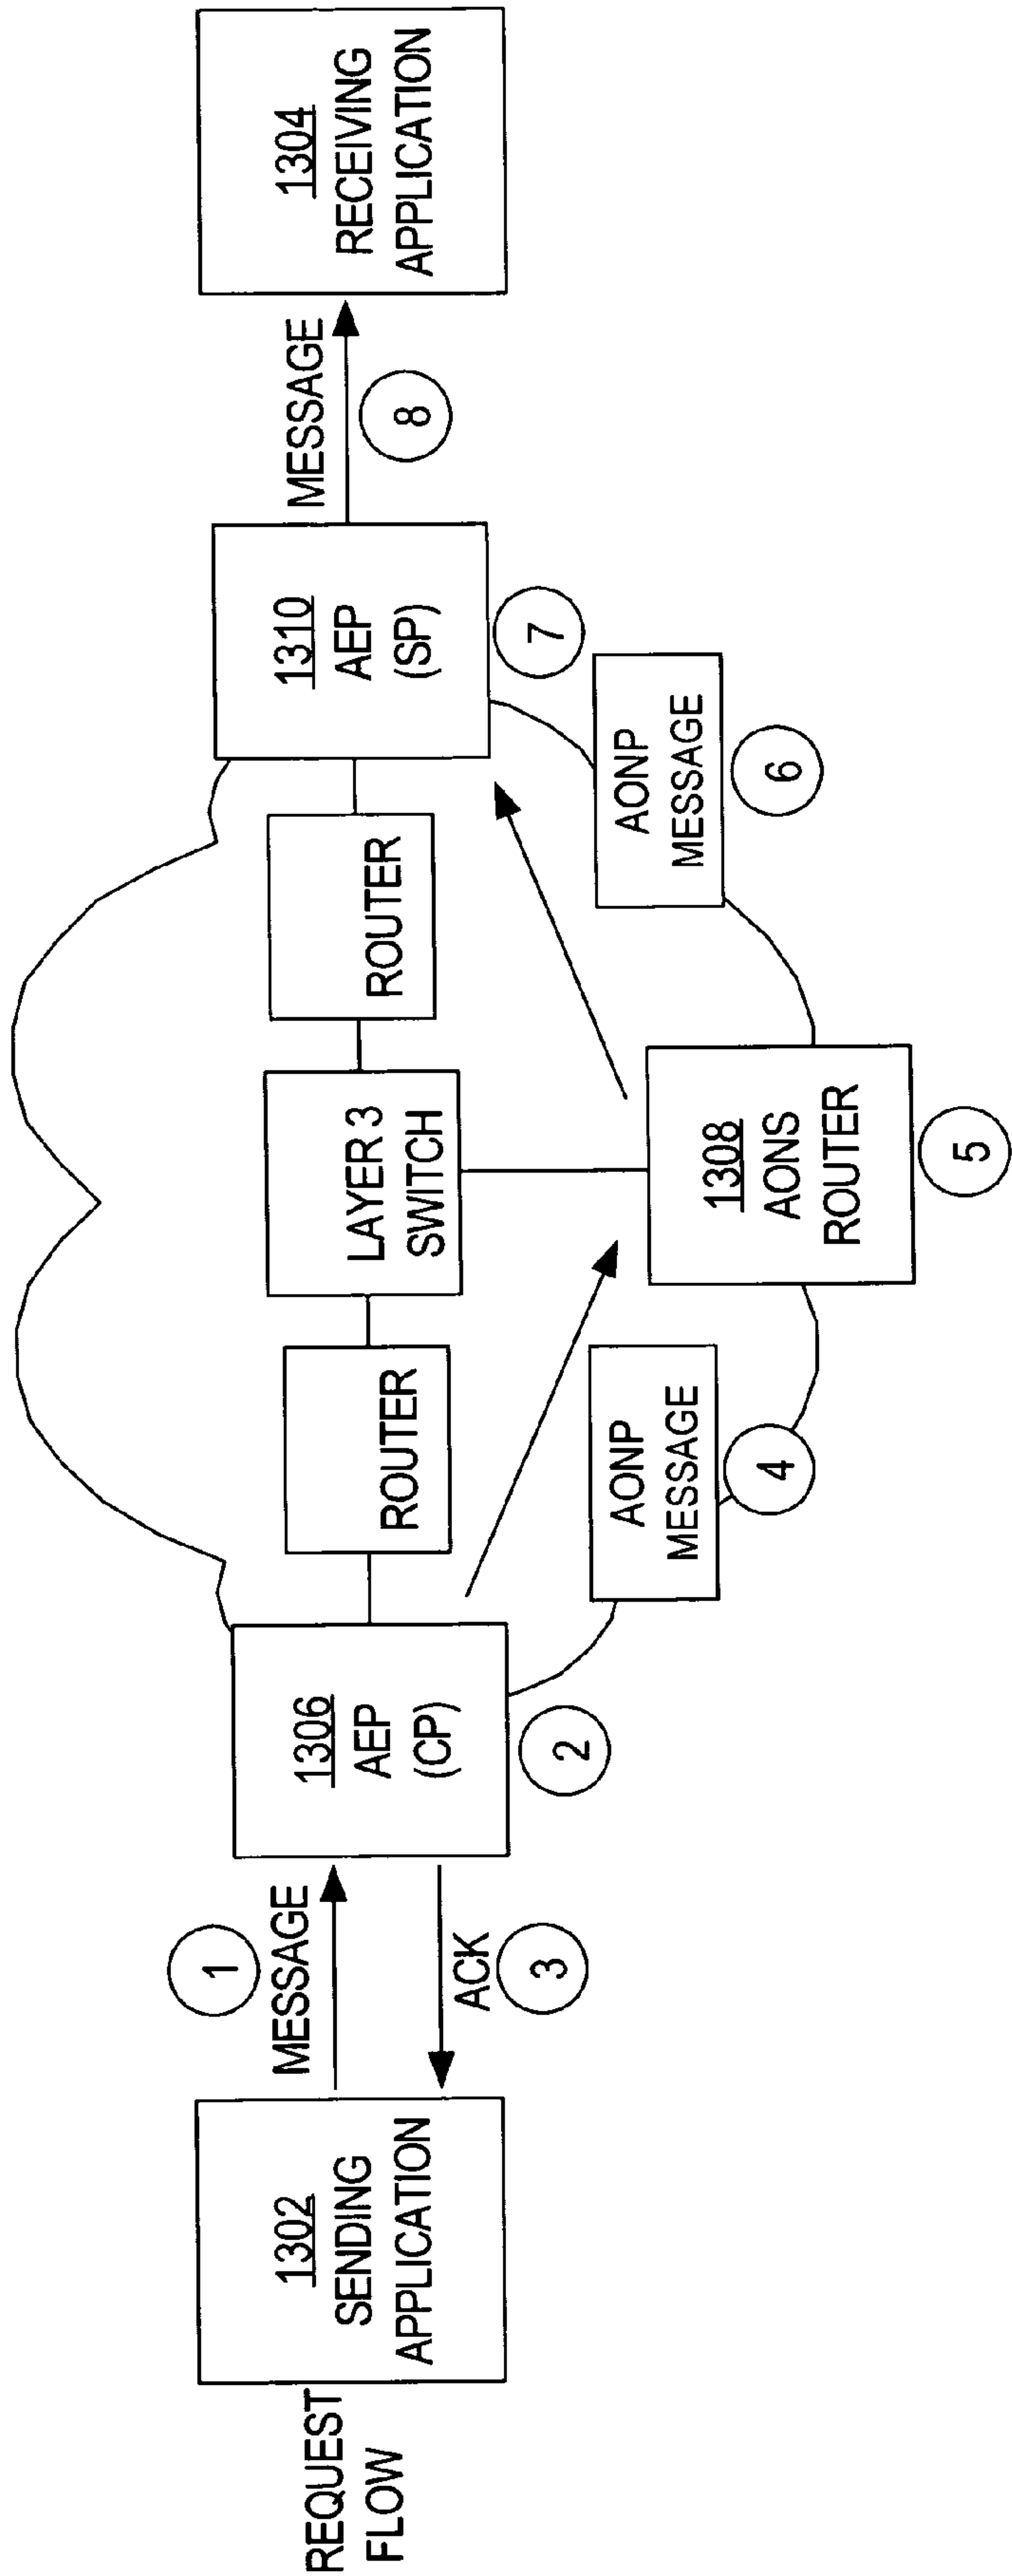 REQUEST
FLOW
1302
SENDING
APPLICATION
1
MESSAGE
ACK
3
1306
AEP
(CP)
2
ROUTER
AONP
MESSAGE
4
LAYER 3
SWITCH
1308
AONS
ROUTER
5
ROUTER
AONP
MESSAGE
6
1310
AEP
(SP)
7
MESSAGE
8
1304
RECEIVING
APPLICATION